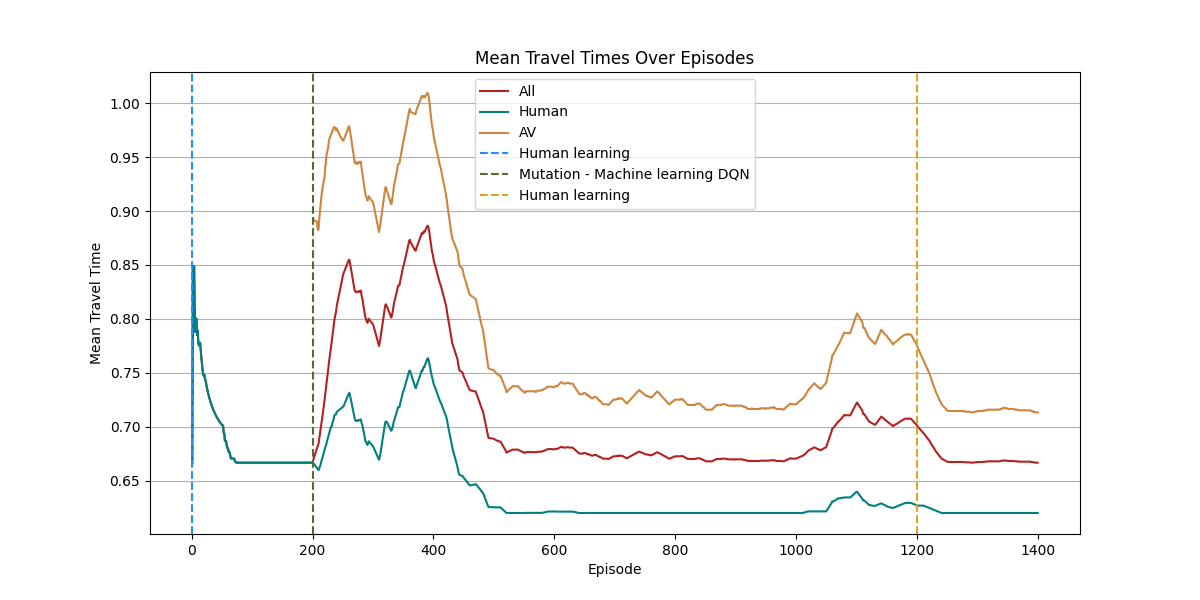 Mean Travel Times Over Episodes
Mean Travel Time
1.00
0.95
0.90
0.85
0.80
0.75
0.70
0.65
All
Human
AV
Human learning
Mutation - Machine learning DQN
Human learning
0 200 400 600 800 1000 1200 1400
Episode